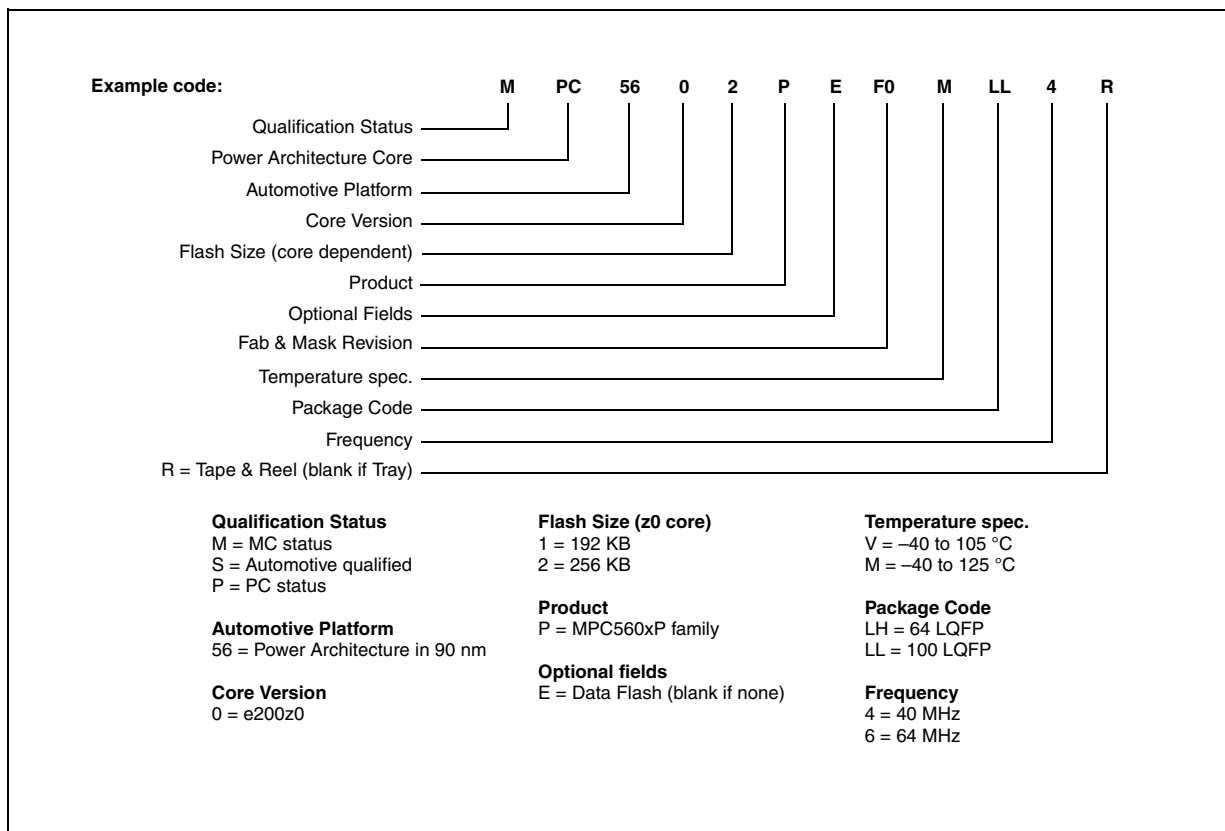 Example code: M PC 56 0 2 P E F0 M LL 4 R
Qualification Status
Power Architecture Core
Automotive Platform
Core Version
Flash Size (core dependent)
Product
Optional Fields
Fab & Mask Revision
Temperature spec.
Package Code
Frequency
R = Tape & Reel (blank if Tray)
Qualification Status
M = MC status
S = Automotive qualified
P = PC status
Automotive Platform
56 = Power Architecture in 90 nm
Core Version
0 = e200z0
Flash Size (z0 core)
1 = 192 KB
2 = 256 KB
Product
P = MPC560xP family
Optional fields
E = Data Flash (blank if none)
Temperature spec.
V = –40 to 105 °C
M = –40 to 125 °C
Package Code
LH = 64 LQFP
LL = 100 LQFP
Frequency
4 = 40 MHz
6 = 64 MHz